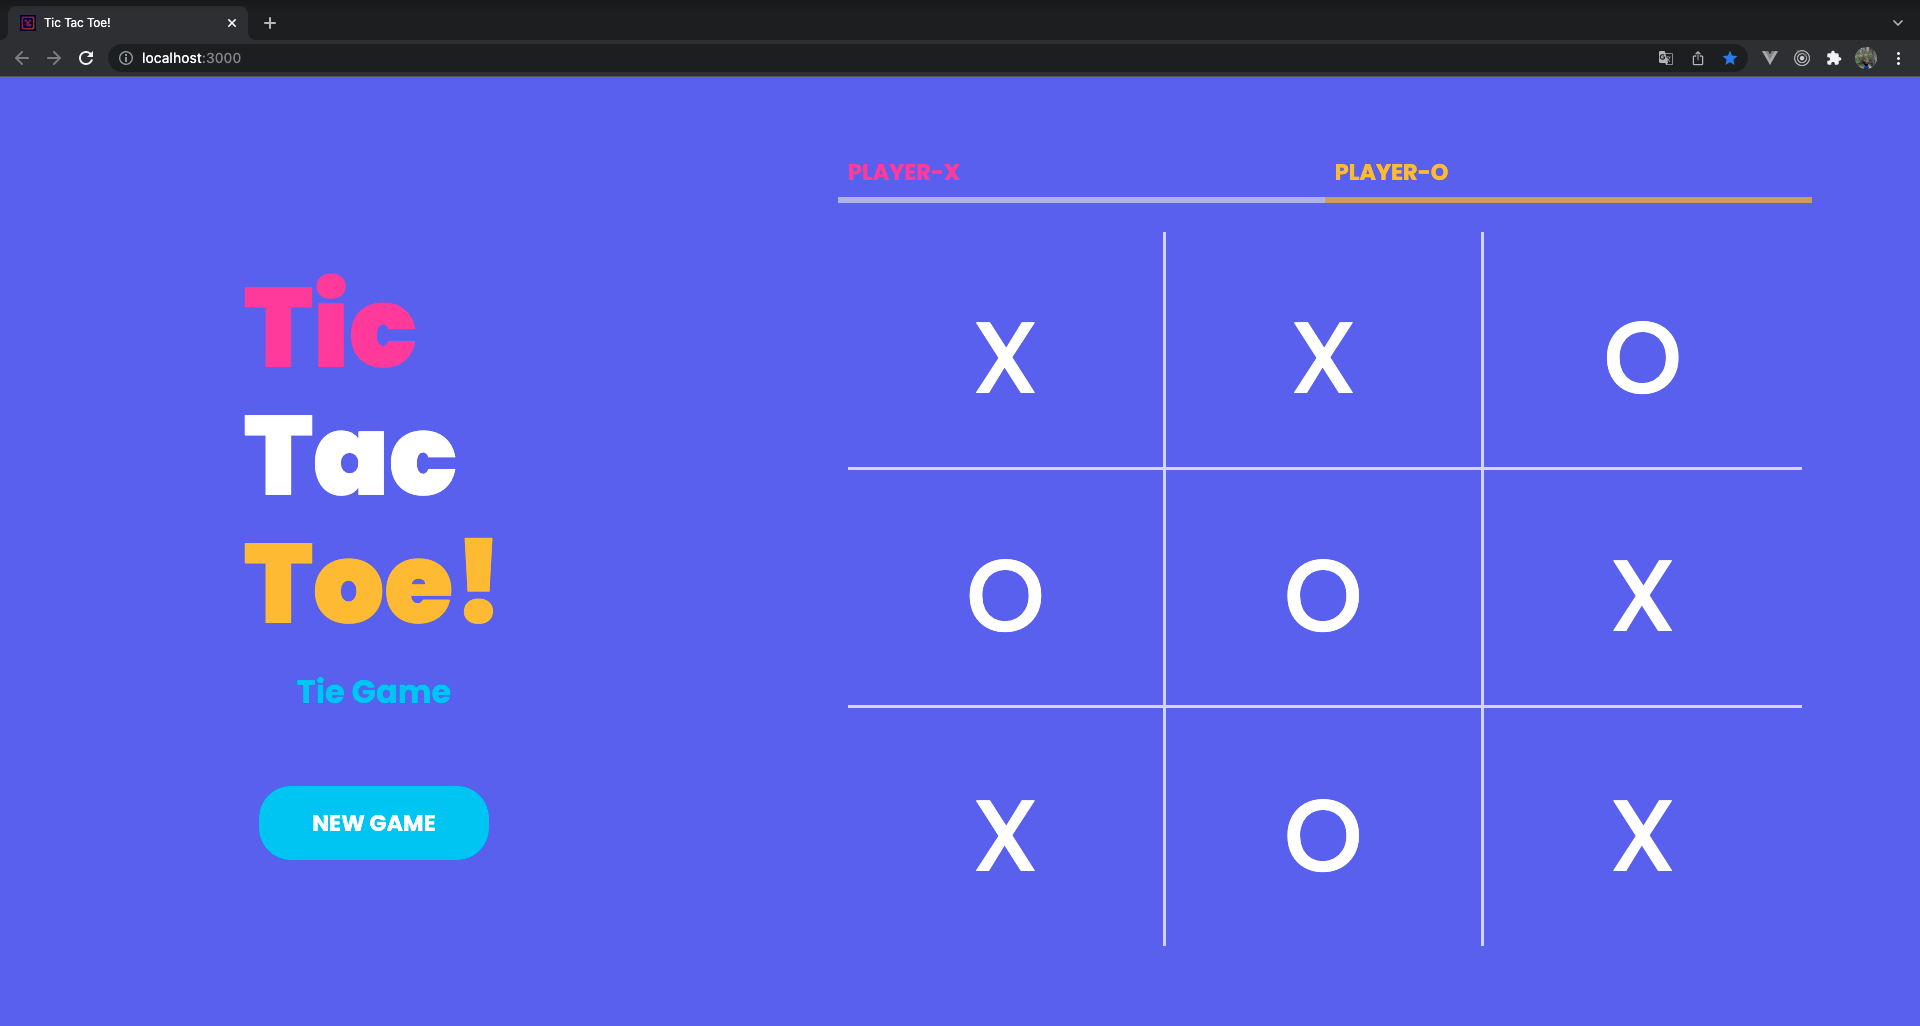 Tic Tac Toe!
localhost:3000
PLAYER-X PLAYER-O
Tic
Tac
Toe!
Tie Game
NEW GAME
X X O
O O X
X O X